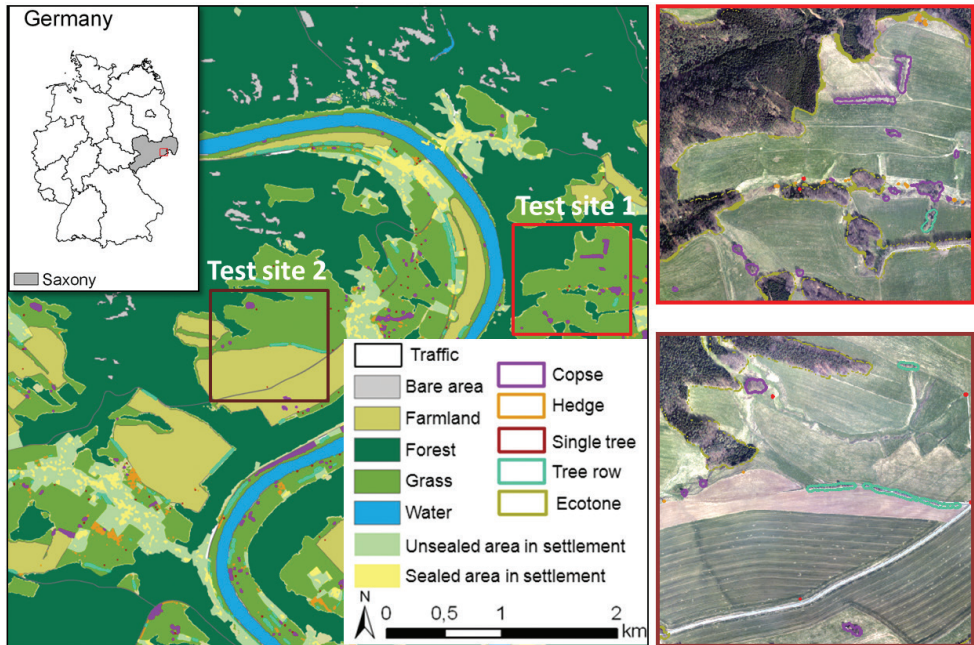 Germany
Saxony
Test site 1
Test site 2
Traffic
Bare area
Farmland
Forest
Grass
Water
Unsealed area in settlement
Sealed area in settlement
Copse
Hedge
Single tree
Tree row
Ecotone
N
0 0,5 1 2
km